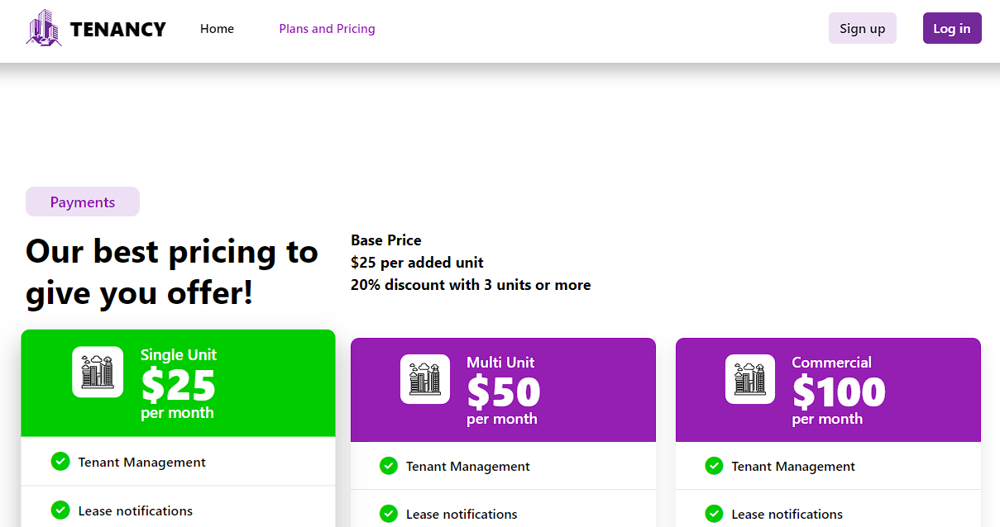 TENANCY
Home
Plans and Pricing
Sign up
Log in
Payments
Our best pricing to
give you offer!
Base Price
$25 per added unit
20% discount with 3 units or more
Single Unit
$25
per month
Tenant Management
Lease notifications
Multi Unit
$50
per month
Tenant Management
Lease notifications
Commercial
$100
per month
Tenant Management
Lease notifications